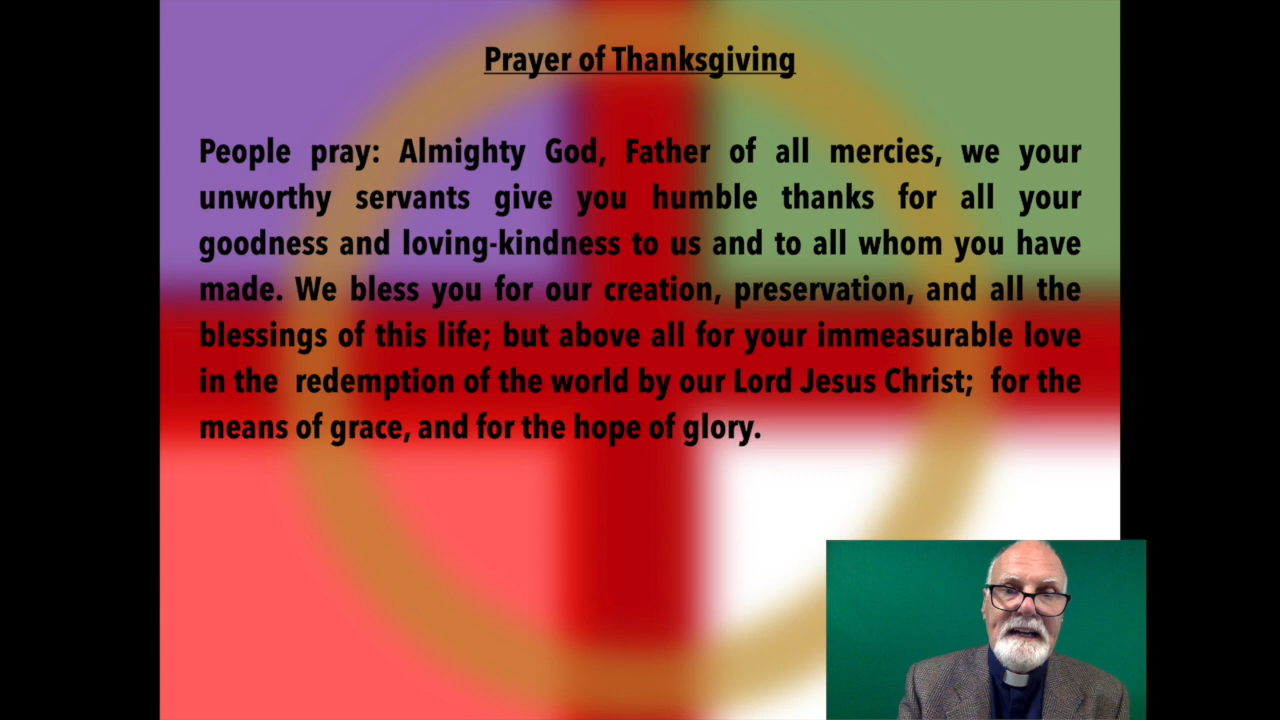 Prayer of Thanksgiving
People pray: Almighty God, Father of all mercies, we your
unworthy servants give you humble thanks for all your
goodness and loving-kindness to us and to all whom you have
made. We bless you for our creation, preservation, and all the
blessings of this life; but above all for your immeasurable love
in the redemption of the world by our Lord Jesus Christ; for the
means of grace, and for the hope of glory.